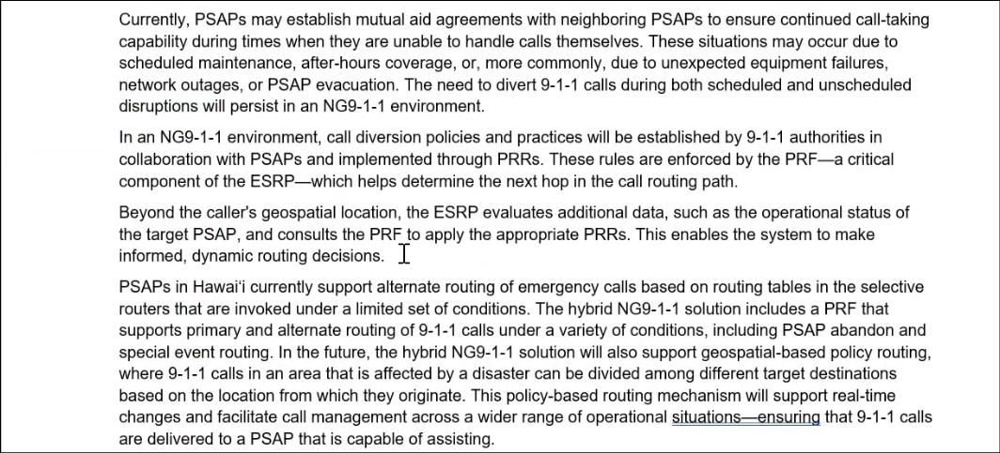 Currently, PSAPs may establish mutual aid agreements with neighboring PSAPs to ensure continued call-taking
capability during times when they are unable to handle calls themselves. These situations may occur due to
scheduled maintenance, after-hours coverage, or, more commonly, due to unexpected equipment failures,
network outages, or PSAP evacuation. The need to divert 9-1-1 calls during both scheduled and unscheduled
disruptions will persist in an NG9-1-1 environment.
In an NG9-1-1 environment, call diversion policies and practices will be established by 9-1-1 authorities in
collaboration with PSAPs and implemented through PRRs. These rules are enforced by the PRF—a critical
component of the ESRP—which helps determine the next hop in the call routing path.
Beyond the caller's geospatial location, the ESRP evaluates additional data, such as the operational status of
the target PSAP, and consults the PRF to apply the appropriate PRRs. This enables the system to make
informed, dynamic routing decisions.
PSAPs in Hawaiʻi currently support alternate routing of emergency calls based on routing tables in the selective
routers that are invoked under a limited set of conditions. The hybrid NG9-1-1 solution includes a PRF that
supports primary and alternate routing of 9-1-1 calls under a variety of conditions, including PSAP abandon and
special event routing. In the future, the hybrid NG9-1-1 solution will also support geospatial-based policy routing,
where 9-1-1 calls in an area that is affected by a disaster can be divided among different target destinations
based on the location from which they originate. This policy-based routing mechanism will support real-time
changes and facilitate call management across a wider range of operational situations—ensuring that 9-1-1 calls
are delivered to a PSAP that is capable of assisting.